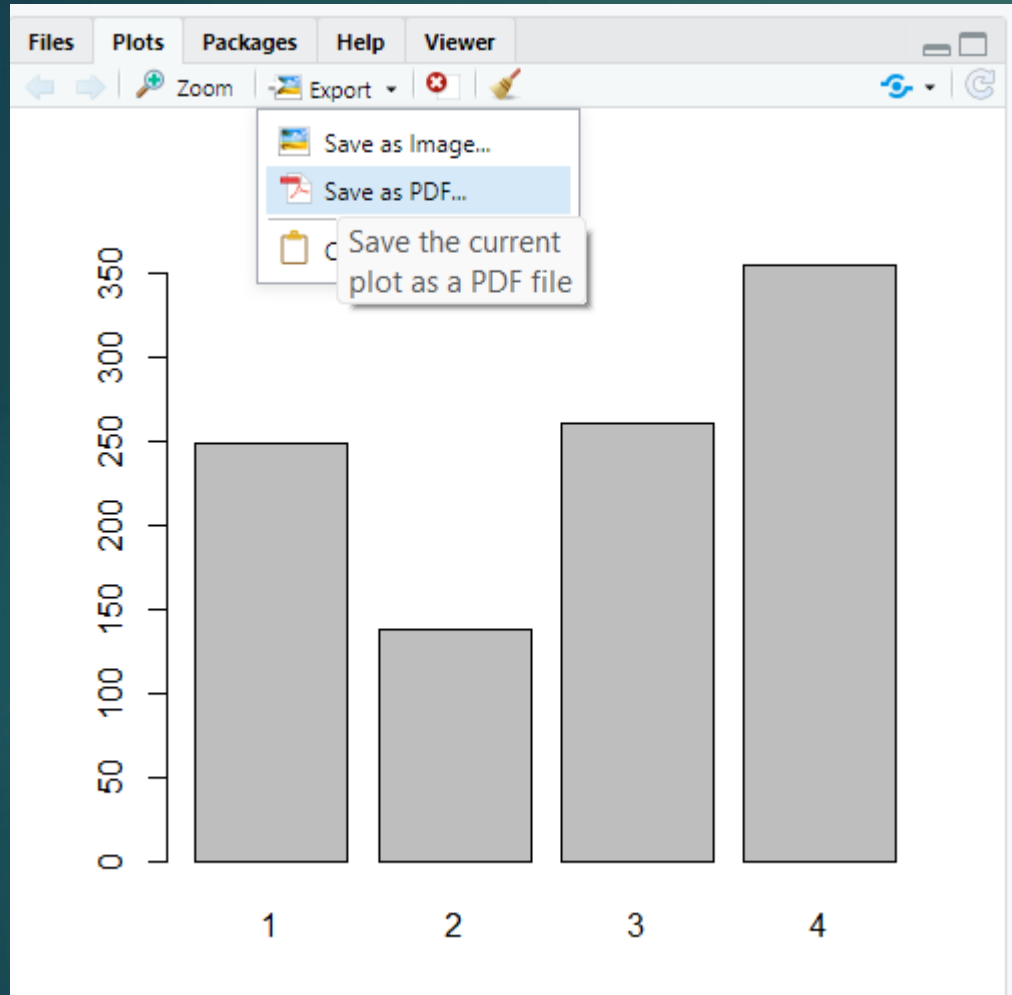 Files Plots Packages Help Viewer
Zoom Export
Save as Image...
Save as PDF...
Save the current
plot as a PDF file
350
300
250
200
150
100
50
0
1 2 3 4